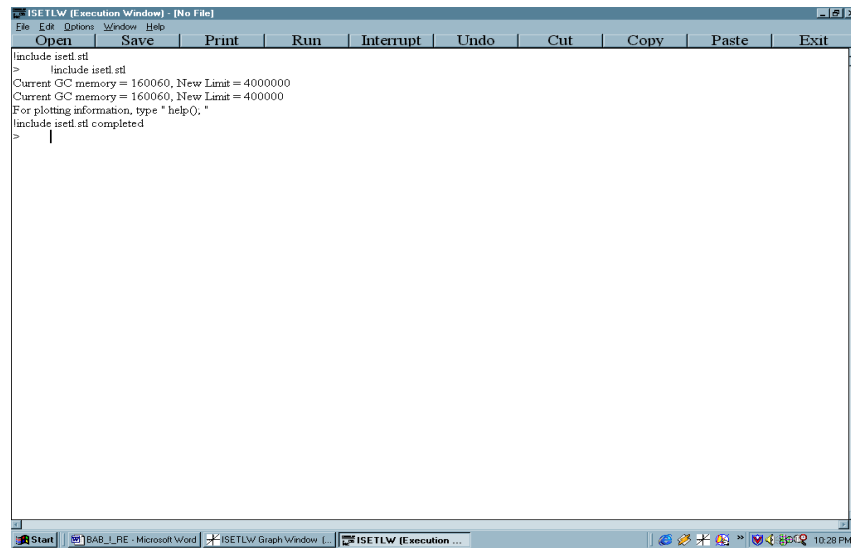 ISETLW (Execution Window) - [No File]
File Edit Options Window Help
Open Save Print Run Interrupt Undo Cut Copy Paste Exit
!include isetl.stl
> !include isetl.stl
Current GC memory = 160060, New Limit = 4000000
Current GC memory = 160060, New Limit = 400000
For plotting information, type " help(); "
!include isetl.stl completed
>
Start BAB_I_RE - Microsoft Word ISETLW Graph Window (... ISETLW (Execution ... » 10:28 PM